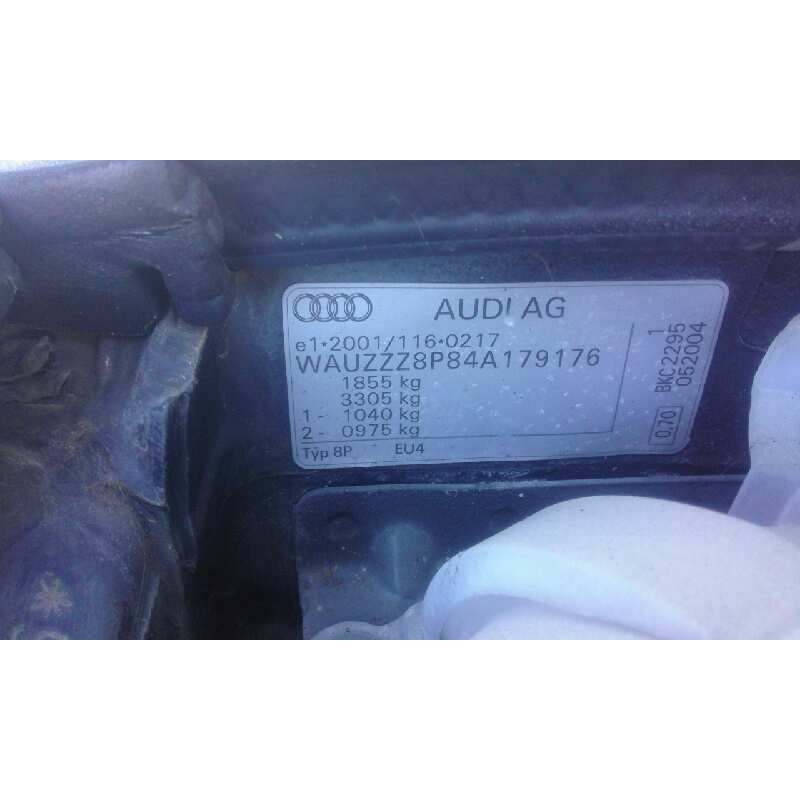 AUDI AG
e1*2001/116*0217
WAUZZZ8P84A179176
1855 kg
3305 kg
1- 1040 kg
2- 0975 kg
Typ 8P EU4
0,70
BKC2295 1
052004